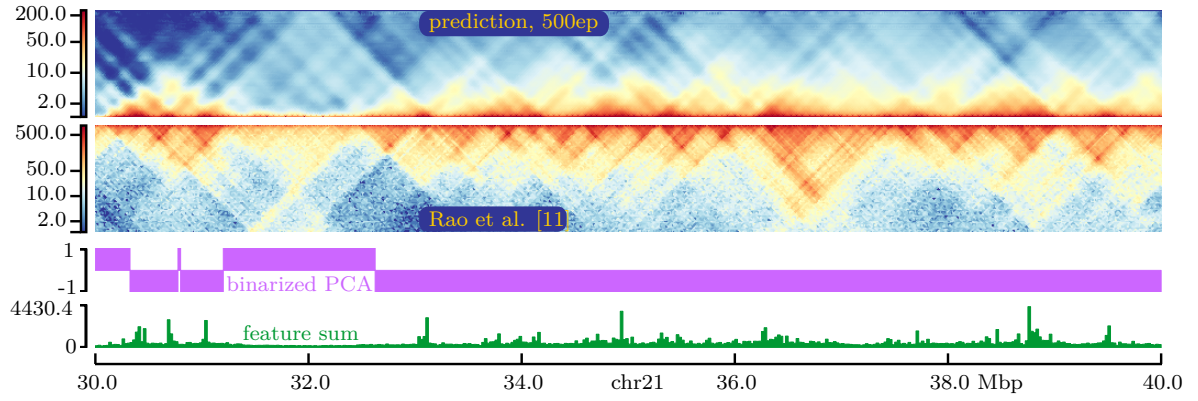 200.0
prediction, 500ep
50.0
10.0
2.0
500.0
50.0
10.0
Rao et al. [11]
2.0
1
binarized PCA
-1
4430.4
feature sum
0
30.0 32.0 34.0 chr21 36.0 38.0 Mbp 40.0